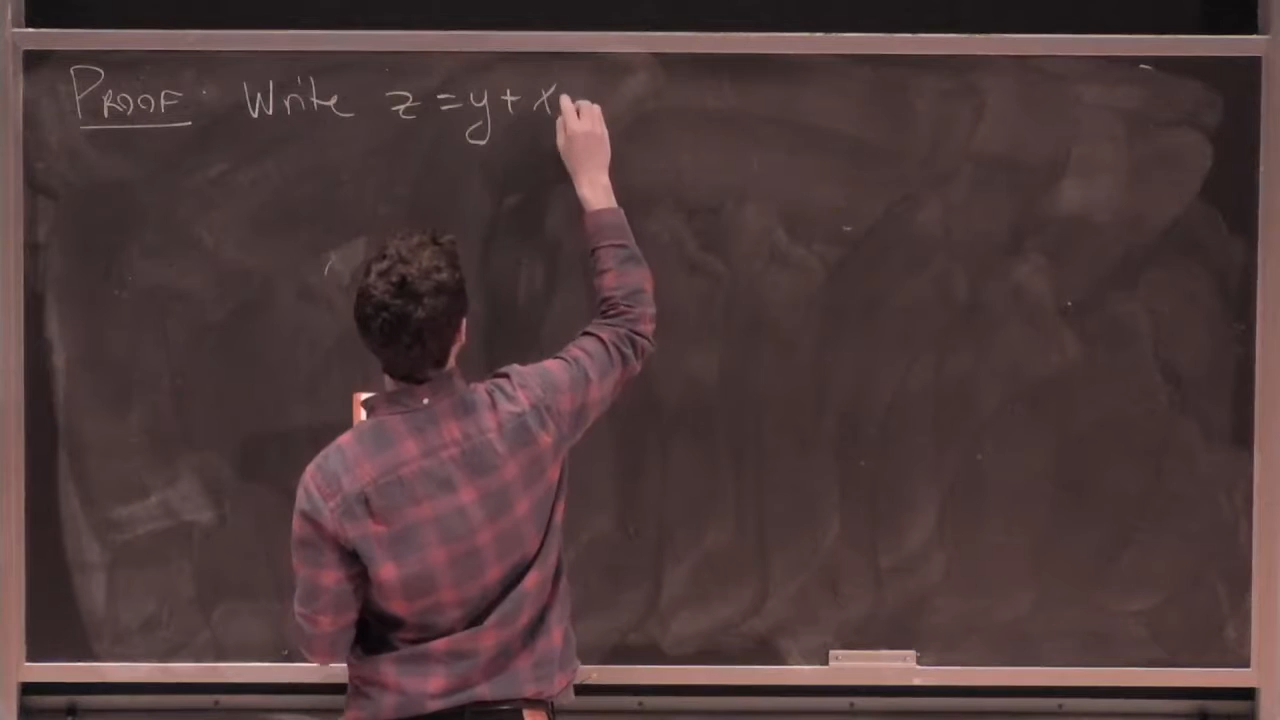 PROOF. Write z = y + x